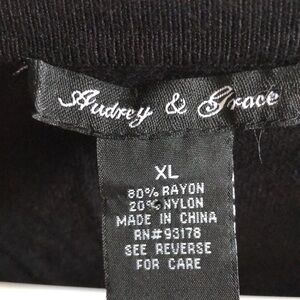 Audrey & Grace
XL
80% RAYON
20% NYLON
MADE IN CHINA
RN#93178
SEE REVERSE
FOR CARE